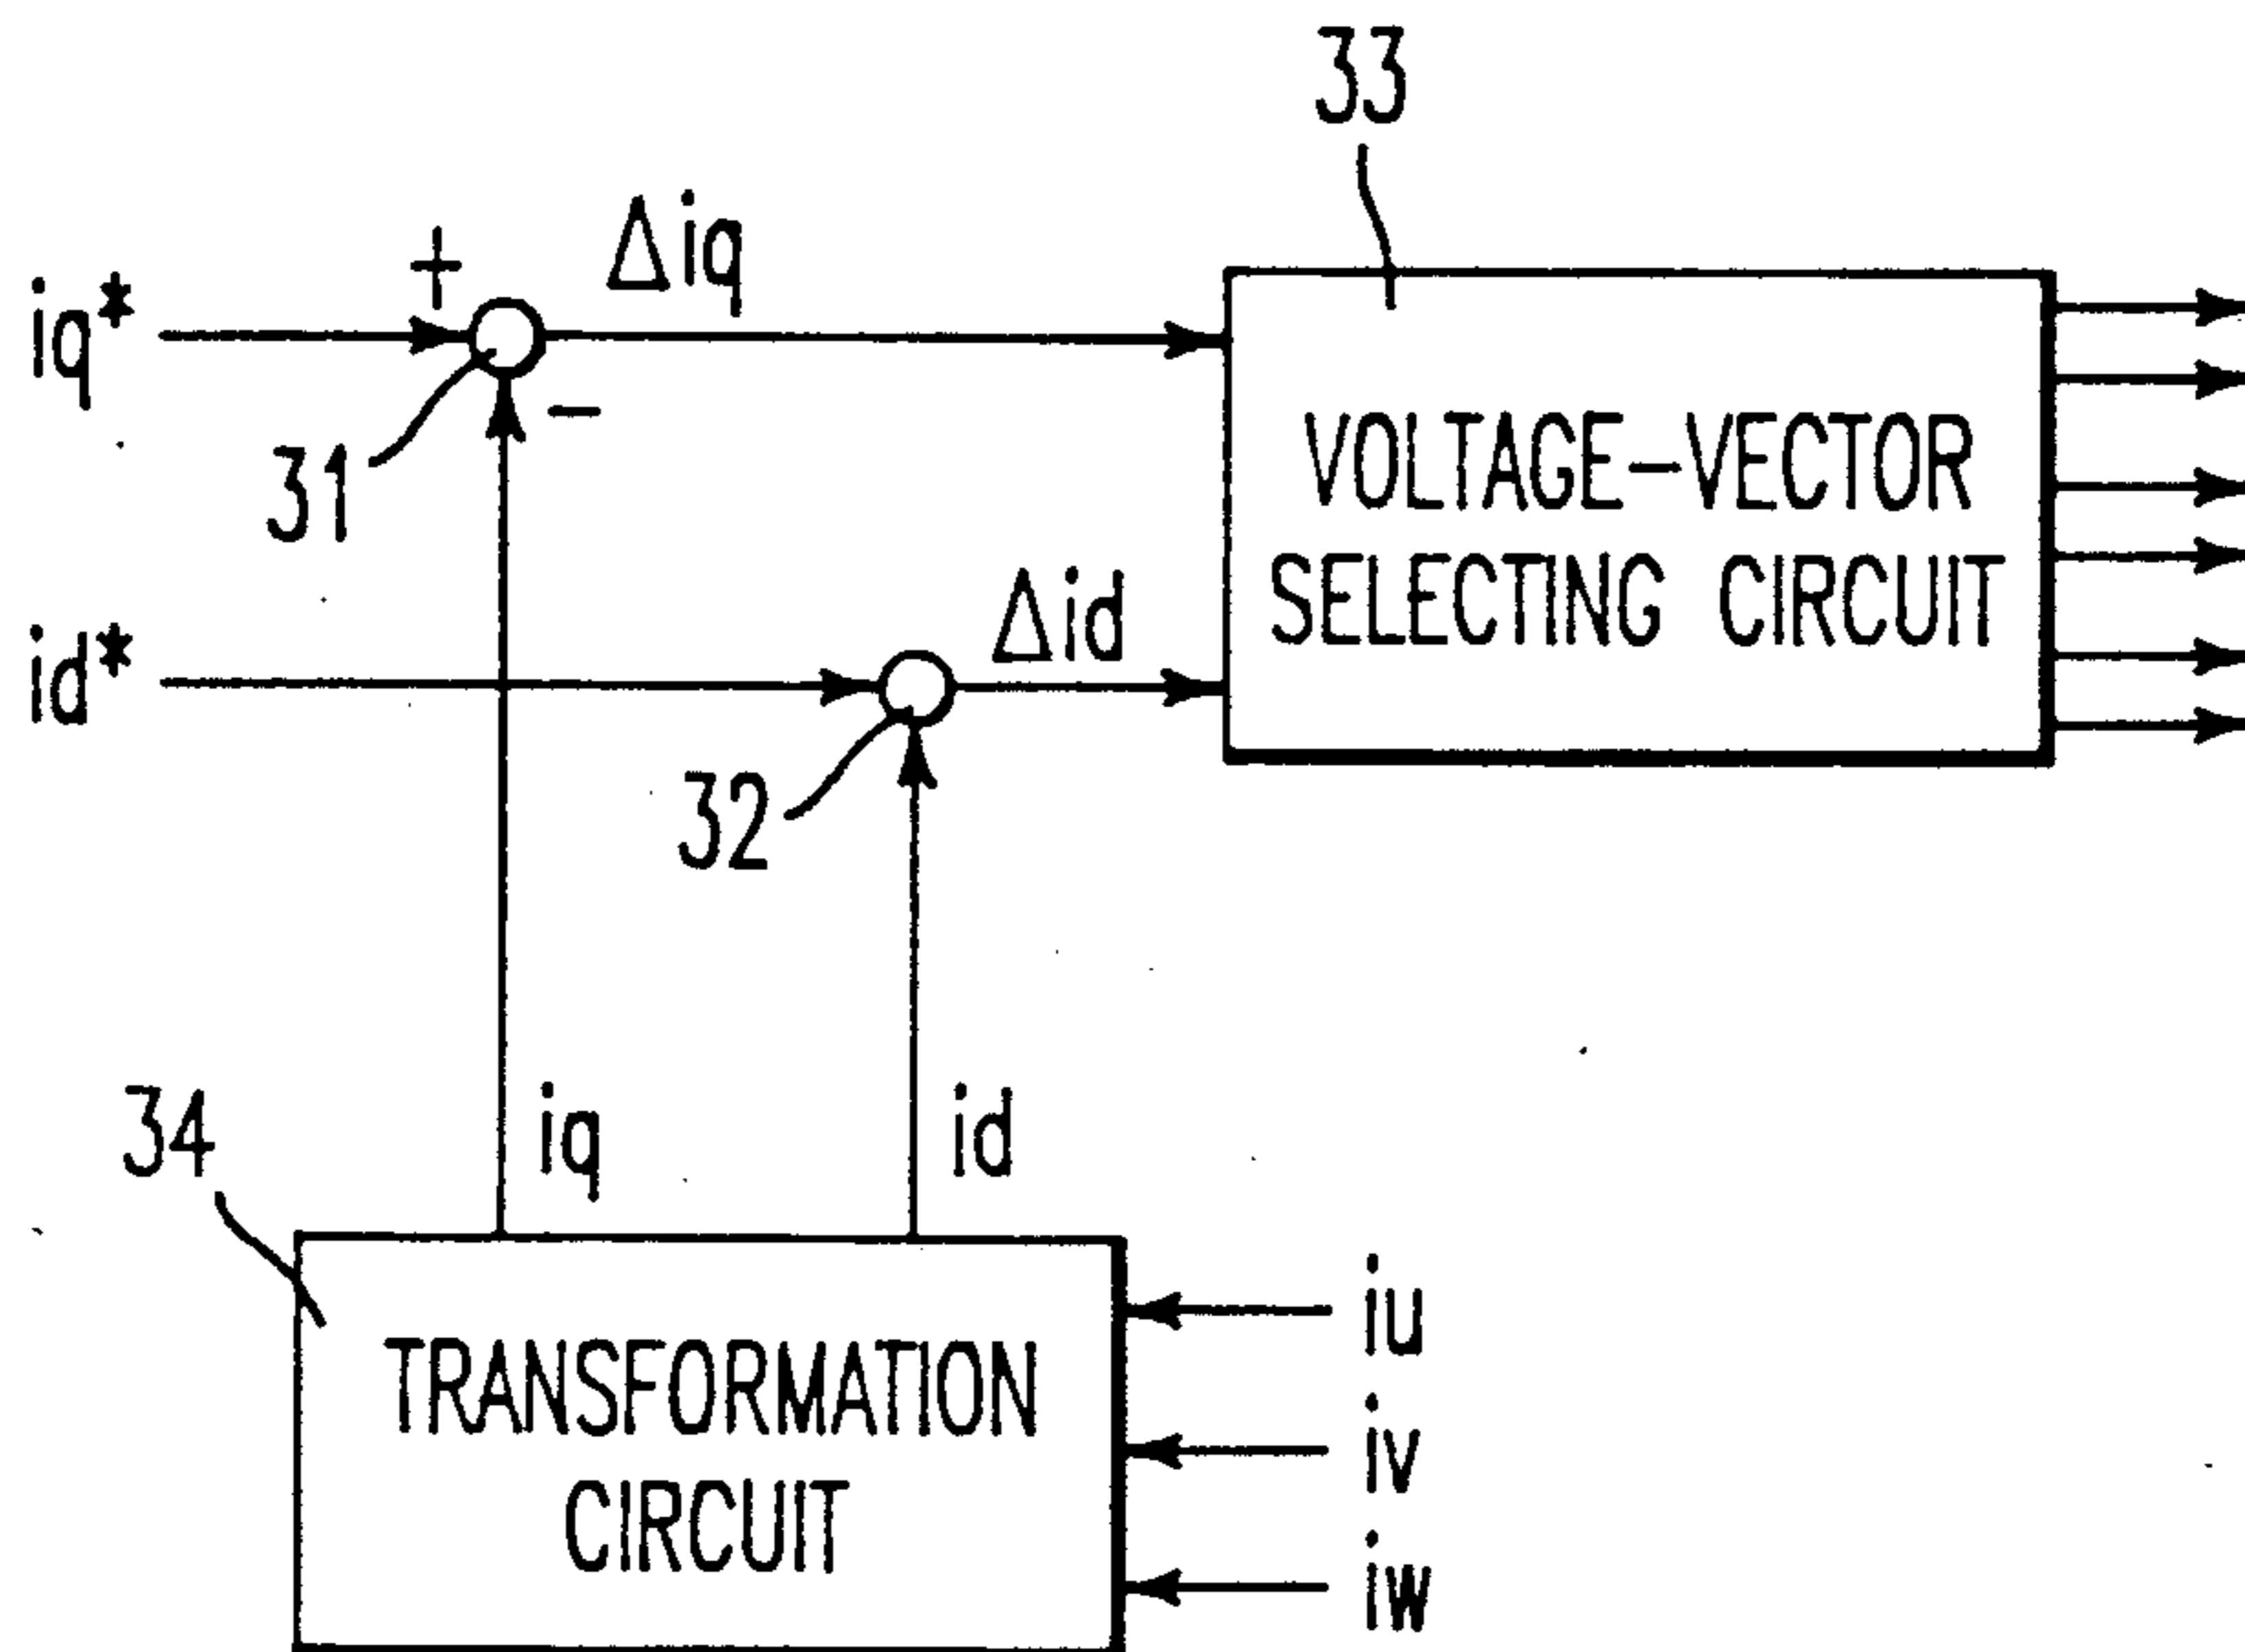 33
Δiq
+
iq*
-
31
VOLTAGE-VECTOR
SELECTING CIRCUIT
Δid
id*
32
34
iq
id
iu
TRANSFORMATION
CIRCUIT
iv
iw